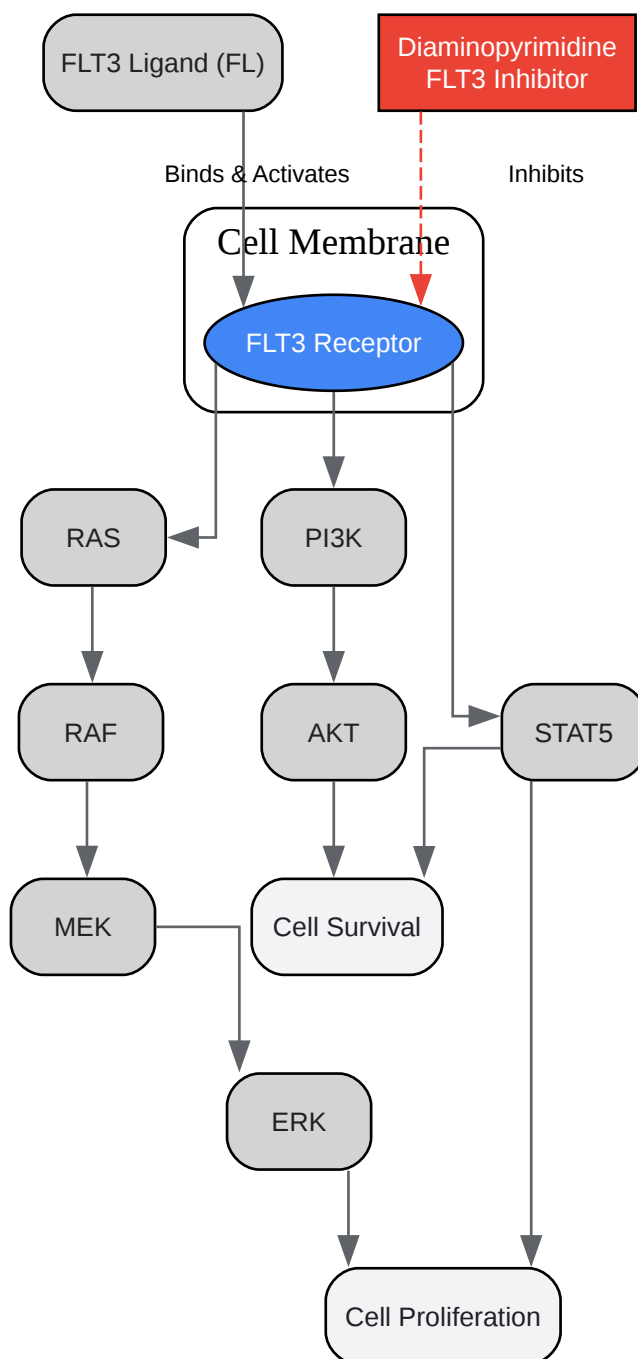 FLT3 Ligand (FL)
Diaminopyrimidine
FLT3 Inhibitor
Binds & Activates
Inhibits
Cell Membrane
FLT3 Receptor
RAS
PI3K
RAF
AKT
STAT5
MEK
Cell Survival
ERK
Cell Proliferation